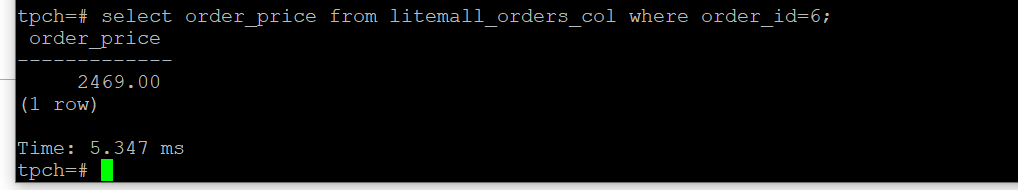 tpch=# select order_price from litemall_orders_col where order_id=6;
 order_price
-------------
     2469.00
(1 row)

Time: 5.347 ms
tpch=#